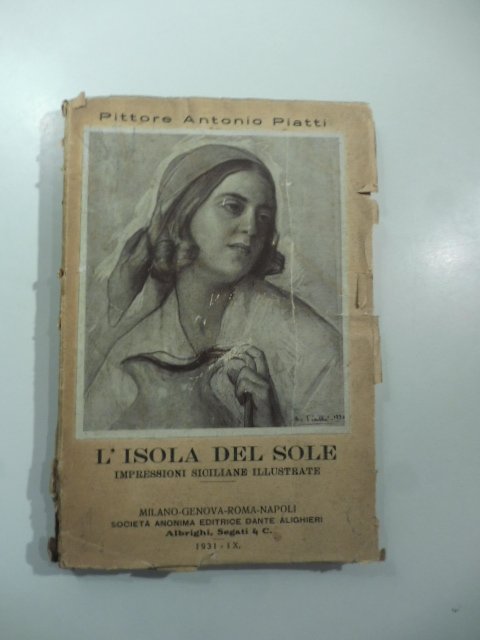 Pittore Antonio Piatti
L' ISOLA DEL SOLE
IMPRESSIONI SICILIANE ILLUSTRATE
MILANO-GENOVA-ROMA-NAPOLI
SOCIETÀ ANONIMA EDITRICE DANTE ALIGHIERI
Albrighi, Segati & C.
1931 - IX.